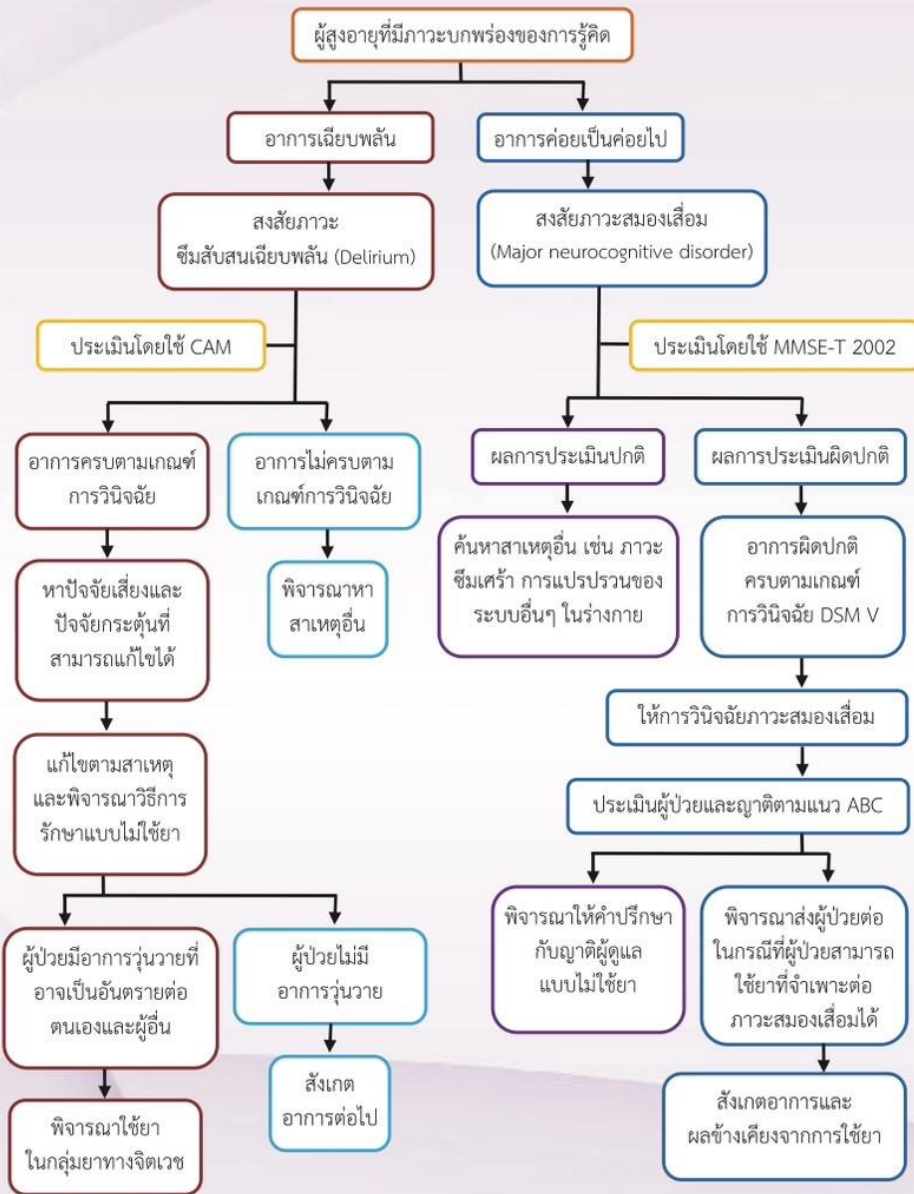 ผู้สูงอายุที่มีภาวะบกพร่องของการรู้คิด
อาการเฉียบพลัน
อาการค่อยเป็นค่อยไป
สงสัยภาวะ
ซึมสับสนเฉียบพลัน (Delirium)
สงสัยภาวะสมองเสื่อม
(Major neurocognitive disorder)
ประเมินโดยใช้ CAM
ประเมินโดยใช้ MMSE-T 2002
อาการครบตามเกณฑ์
การวินิจฉัย
อาการไม่ครบตาม
เกณฑ์การวินิจฉัย
ผลการประเมินปกติ
ผลการประเมินผิดปกติ
หาปัจจัยเสี่ยงและ
ปัจจัยกระตุ้นที่
สามารถแก้ไขได้
พิจารณาหา
สาเหตุอื่น
ค้นหาสาเหตุอื่น เช่น ภาวะ
ซึมเศร้า การแปรปรวนของ
ระบบอื่นๆ ในร่างกาย
อาการผิดปกติ
ครบตามเกณฑ์
การวินิจฉัย DSM V
ให้การวินิจฉัยภาวะสมองเสื่อม
แก้ไขตามสาเหตุ
และพิจารณาวิธีการ
รักษาแบบไม่ใช้ยา
ประเมินผู้ป่วยและญาติตามแนว ABC
ผู้ป่วยมีอาการวุ่นวายที่
อาจเป็นอันตรายต่อ
ตนเองและผู้อื่น
ผู้ป่วยไม่มี
อาการวุ่นวาย
พิจารณาให้คำปรึกษา
กับญาติผู้ดูแล
แบบไม่ใช้ยา
พิจารณาส่งผู้ป่วยต่อ
ในกรณีที่ผู้ป่วยสามารถ
ใช้ยาที่จำเพาะต่อ
ภาวะสมองเสื่อมได้
พิจารณาใช้ยา
ในกลุ่มยาทางจิตเวช
สังเกต
อาการต่อไป
สังเกตอาการและ
ผลข้างเคียงจากการใช้ยา